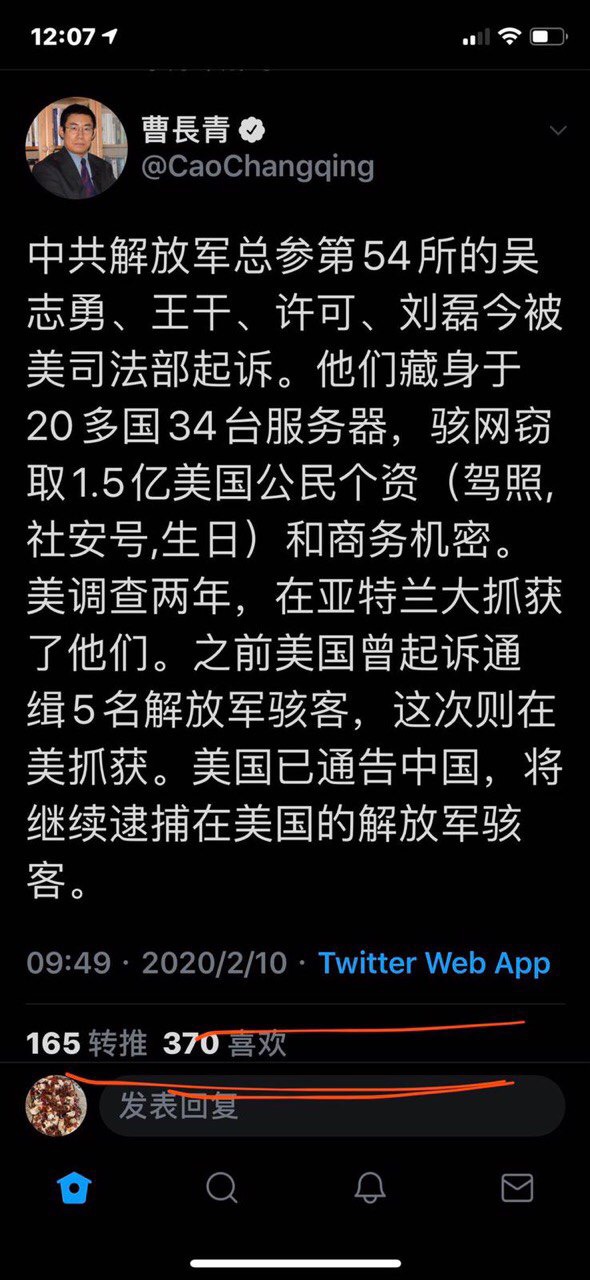 12:07
曹長青
@CaoChangqing
中共解放军总参第54所的吴
志勇、王干、许可、刘磊今被
美司法部起诉。他们藏身于
20多国34台服务器，骇网窃
取1.5亿美国公民个资（驾照,
社安号,生日）和商务机密。
美调查两年，在亚特兰大抓获
了他们。之前美国曾起诉通
缉5名解放军骇客，这次则在
美抓获。美国已通告中国，将
继续逮捕在美国的解放军骇
客。
09:49 · 2020/2/10 · Twitter Web App
165 转推 370 喜欢
发表回复